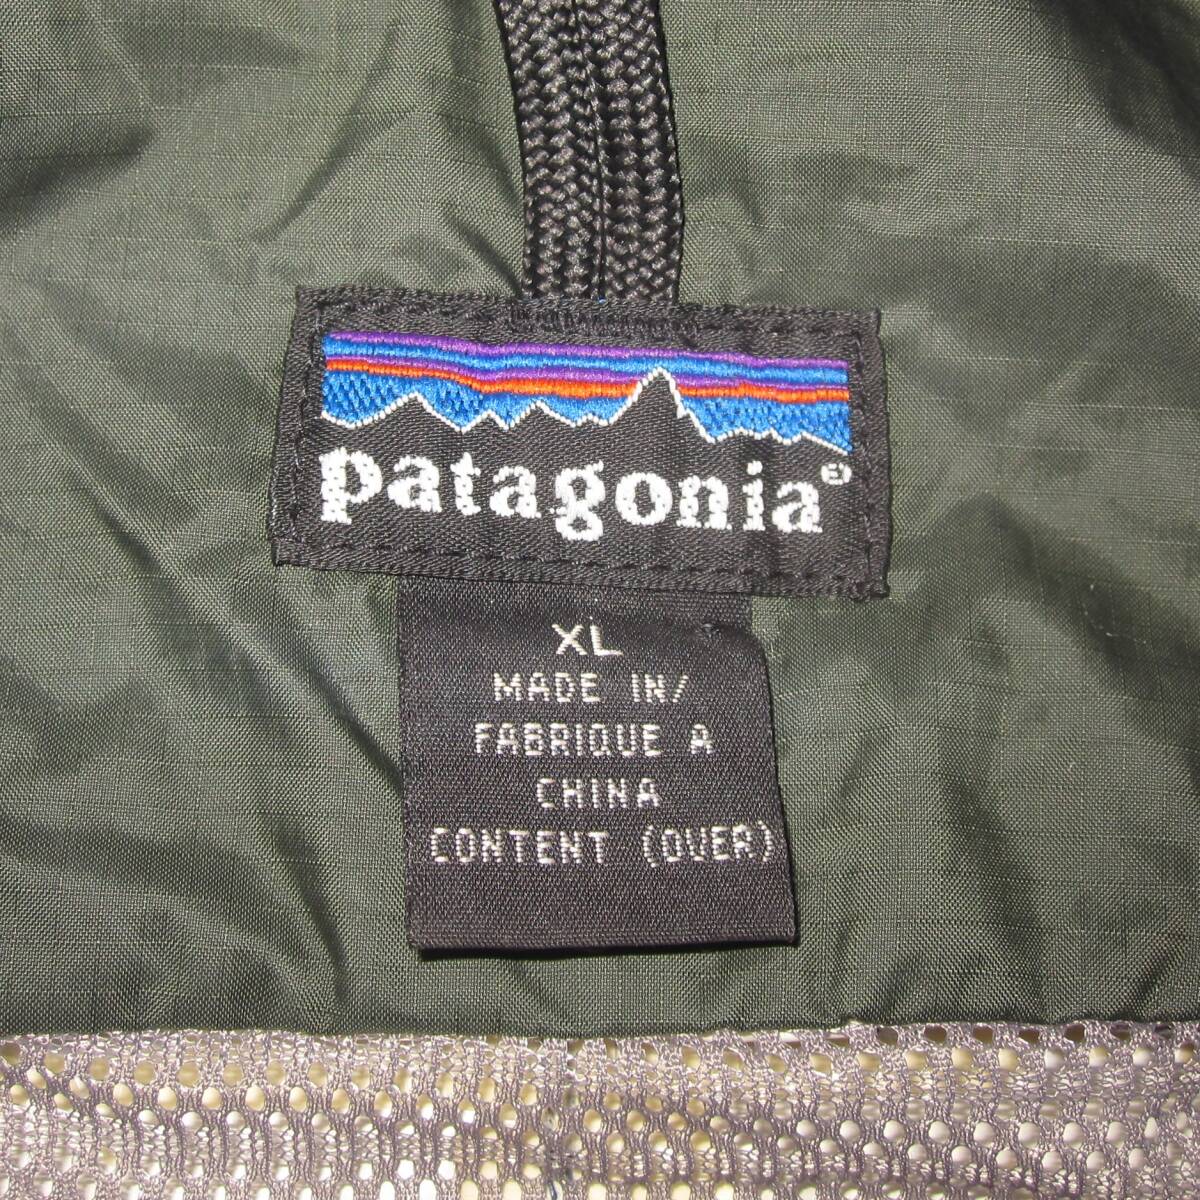 patagonia®
XL
MADE IN/
FABRIQUE A
CHINA
CONTENT (OVER)